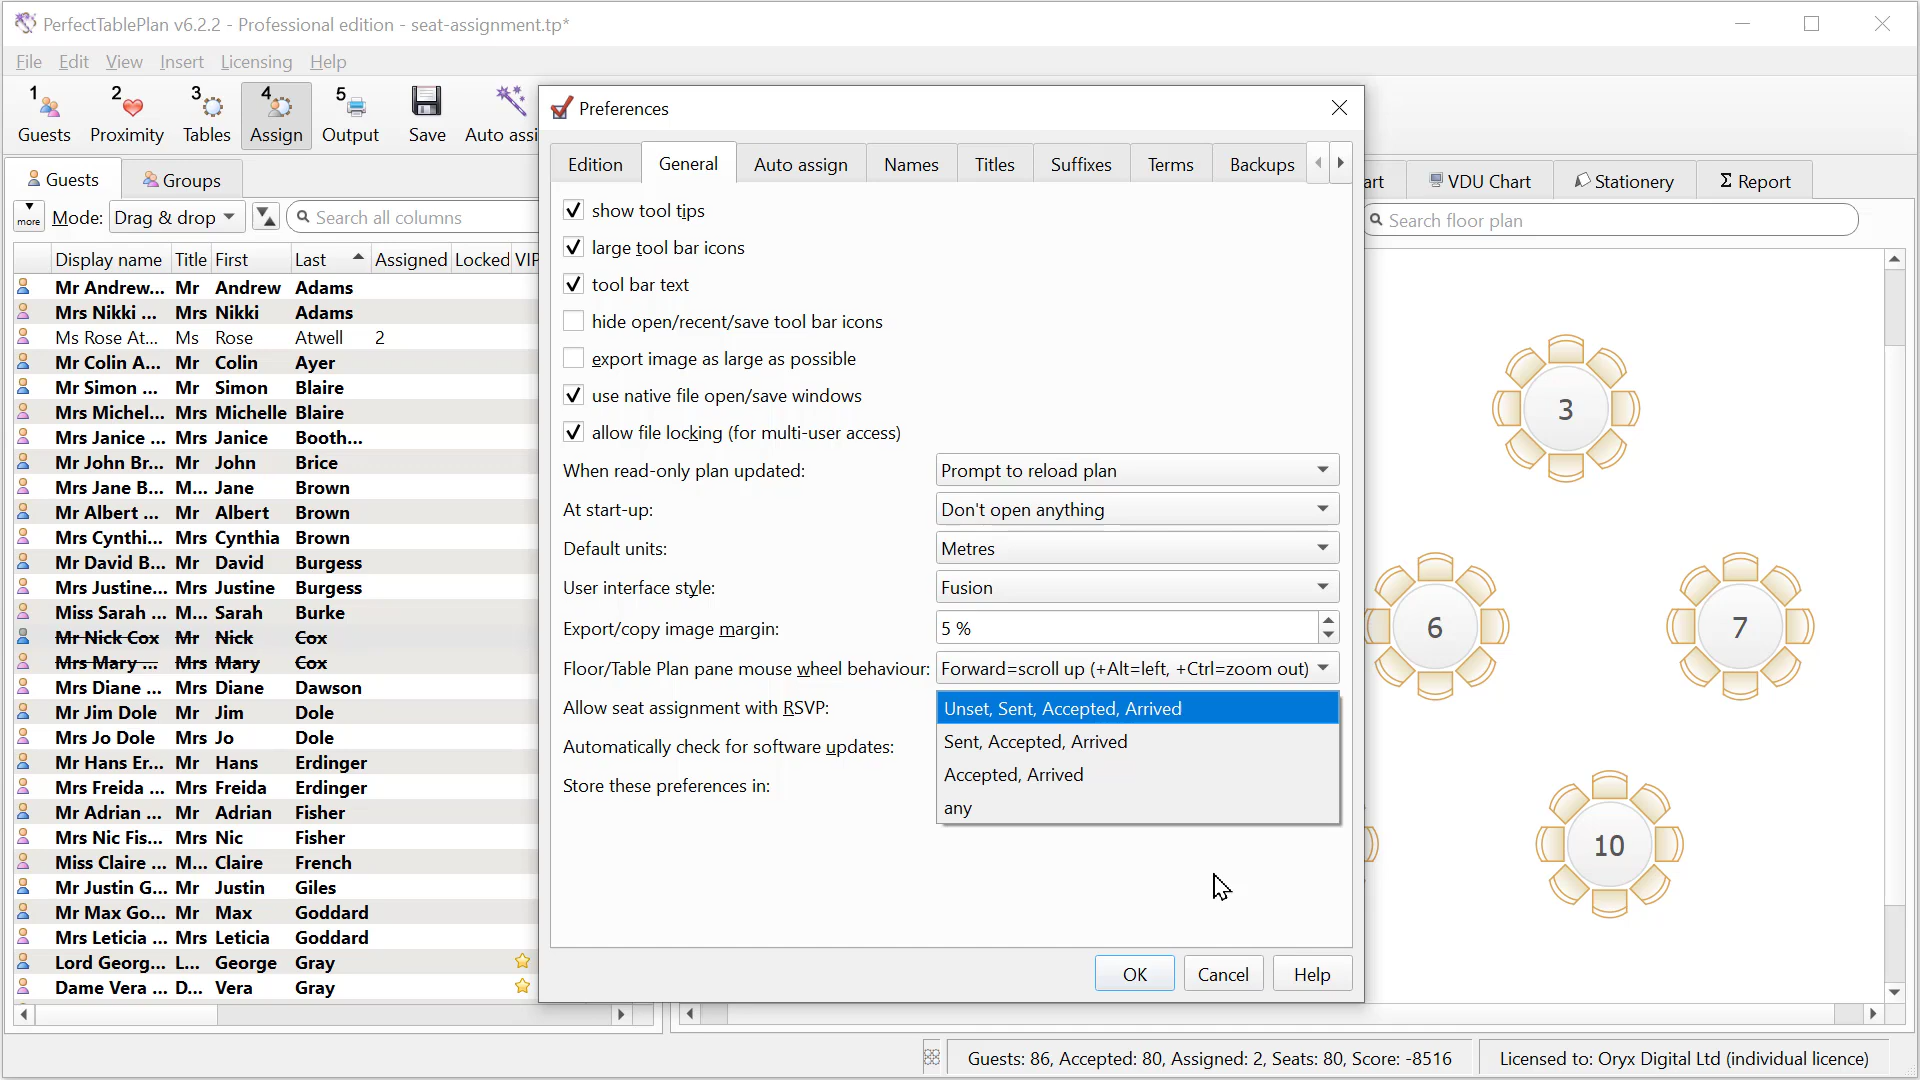 PerfectTablePlan v6.2.2 - Professional edition - seat-assignment.tp*
File Edit View Insert Licensing Help
1 2 3 4 5
Guests Proximity Tables Assign Output Save Auto assi
Preferences
Edition General Auto assign Names Titles Suffixes Terms Backups
Guests Groups
art VDU Chart Stationery Σ Report
more Mode: Drag & drop Search all columns
Search floor plan
Display name Title First Last Assigned Locked VIP
Mr Andrew... Mr Andrew Adams
Mrs Nikki ... Mrs Nikki Adams
Ms Rose At... Ms Rose Atwell 2
Mr Colin A... Mr Colin Ayer
Mr Simon ... Mr Simon Blaire
Mrs Michel... Mrs Michelle Blaire
Mrs Janice ... Mrs Janice Booth...
Mr John Br... Mr John Brice
Mrs Jane B... M... Jane Brown
Mr Albert ... Mr Albert Brown
Mrs Cynthi... Mrs Cynthia Brown
Mr David B... Mr David Burgess
Mrs Justine... Mrs Justine Burgess
Miss Sarah ... M... Sarah Burke
Mr Nick Cox Mr Nick Cox
Mrs Mary ... Mrs Mary Cox
Mrs Diane ... Mrs Diane Dawson
Mr Jim Dole Mr Jim Dole
Mrs Jo Dole Mrs Jo Dole
Mr Hans Er... Mr Hans Erdinger
Mrs Freida ... Mrs Freida Erdinger
Mr Adrian ... Mr Adrian Fisher
Mrs Nic Fis... Mrs Nic Fisher
Miss Claire ... M... Claire French
Mr Justin G... Mr Justin Giles
Mr Max Go... Mr Max Goddard
Mrs Leticia ... Mrs Leticia Goddard
Lord Georg... L... George Gray
Dame Vera ... D... Vera Gray
show tool tips
large tool bar icons
tool bar text
hide open/recent/save tool bar icons
export image as large as possible
use native file open/save windows
allow file locking (for multi-user access)
When read-only plan updated: Prompt to reload plan
At start-up: Don't open anything
Default units: Metres
User interface style: Fusion
Export/copy image margin: 5 %
Floor/Table Plan pane mouse wheel behaviour: Forward=scroll up (+Alt=left, +Ctrl=zoom out)
Allow seat assignment with RSVP: Unset, Sent, Accepted, Arrived
Sent, Accepted, Arrived
Automatically check for software updates:
Accepted, Arrived
Store these preferences in:
any
OK Cancel Help
3
6 7
10
Guests: 86, Accepted: 80, Assigned: 2, Seats: 80, Score: -8516
Licensed to: Oryx Digital Ltd (individual licence)